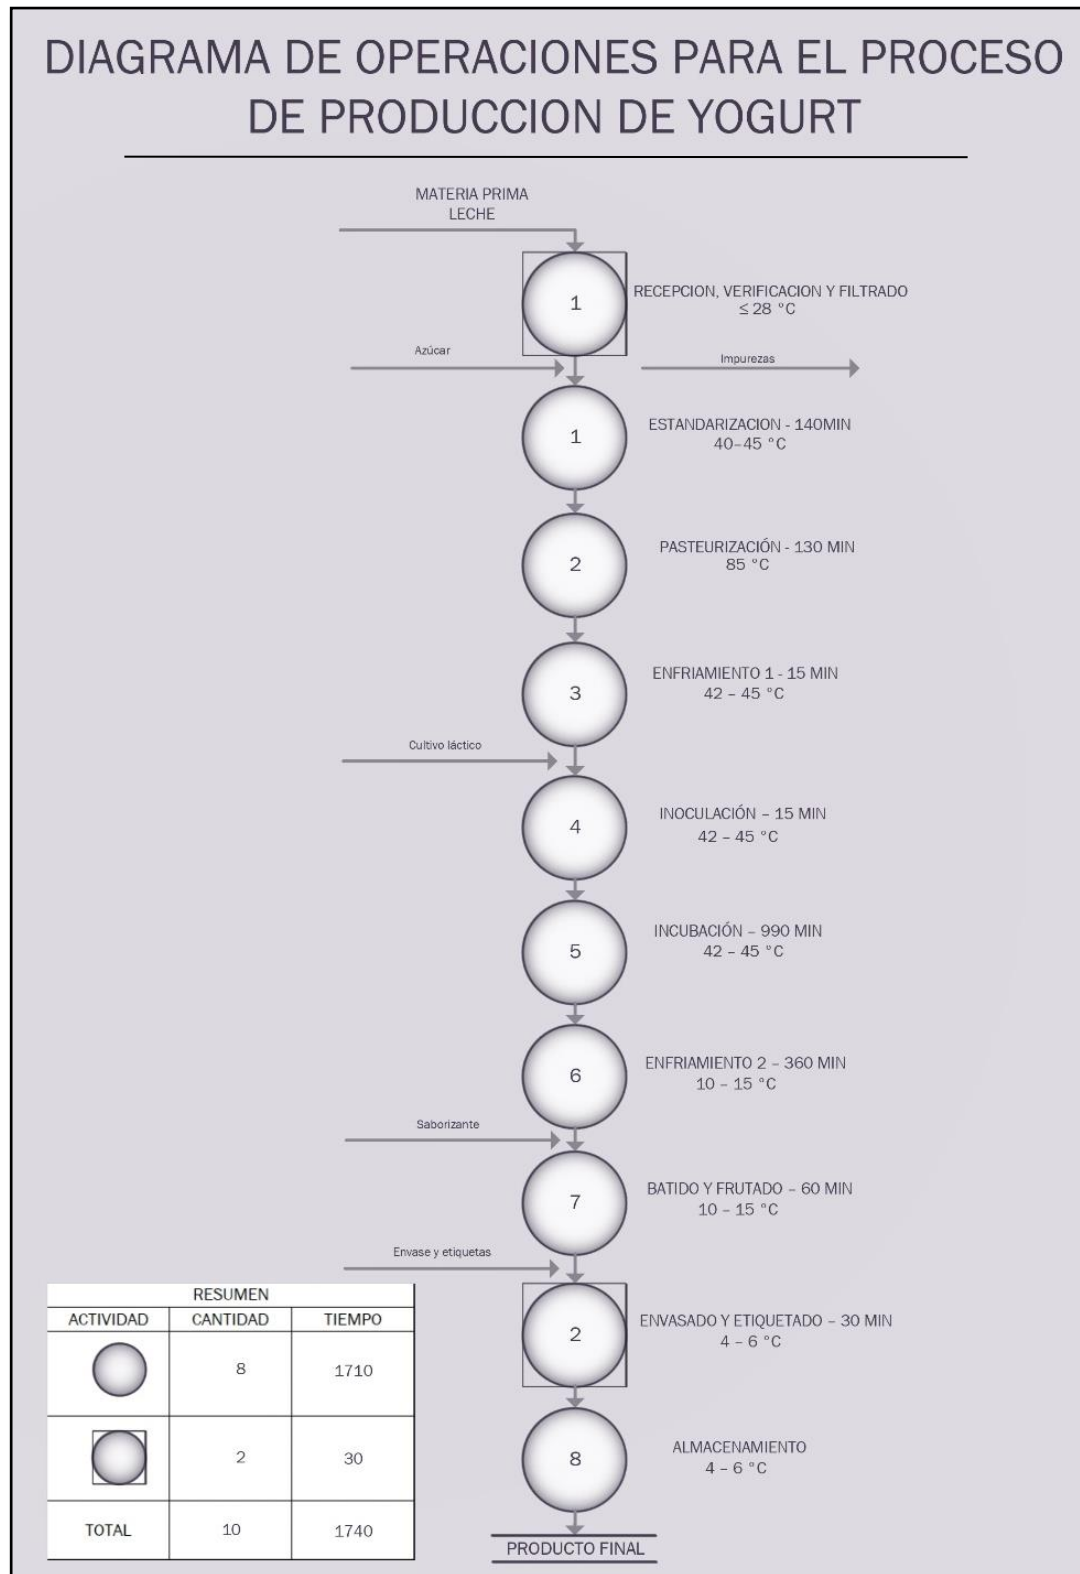 DIAGRAMA DE OPERACIONES PARA EL PROCESO
DE PRODUCCION DE YOGURT
MATERIA PRIMA
LECHE
1
RECEPCION, VERIFICACION Y FILTRADO
≤ 28 °C
Azúcar
Impurezas
1
ESTANDARIZACION - 140MIN
40–45 °C
2
PASTEURIZACIÓN - 130 MIN
85 °C
3
ENFRIAMIENTO 1 - 15 MIN
42 – 45 °C
Cultivo láctico
4
INOCULACIÓN – 15 MIN
42 – 45 °C
5
INCUBACIÓN – 990 MIN
42 – 45 °C
6
ENFRIAMIENTO 2 – 360 MIN
10 – 15 °C
Saborizante
7
BATIDO Y FRUTADO – 60 MIN
10 – 15 °C
Envase y etiquetas
2
ENVASADO Y ETIQUETADO – 30 MIN
4 – 6 °C
8
ALMACENAMIENTO
4 – 6 °C
PRODUCTO FINAL
RESUMEN
ACTIVIDAD CANTIDAD TIEMPO
8 1710
2 30
TOTAL 10 1740